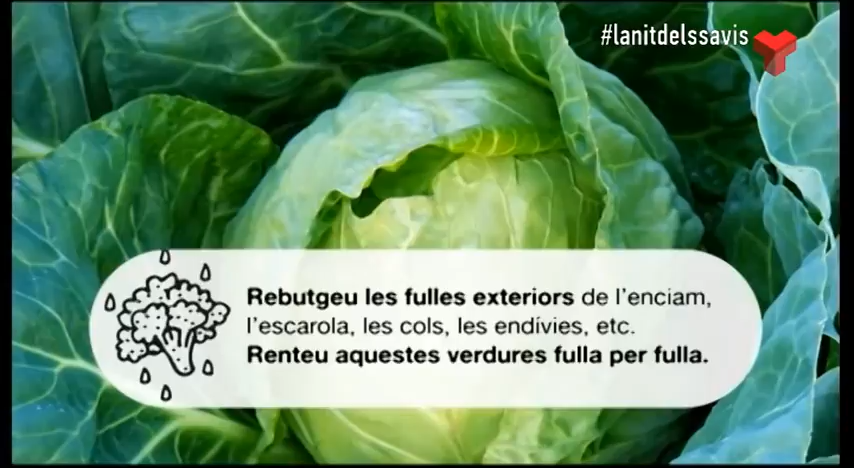 #lanitdelssavis
Rebutgeu les fulles exteriors de l'enciam,
l'escarola, les cols, les endívies, etc.
Renteu aquestes verdures fulla per fulla.